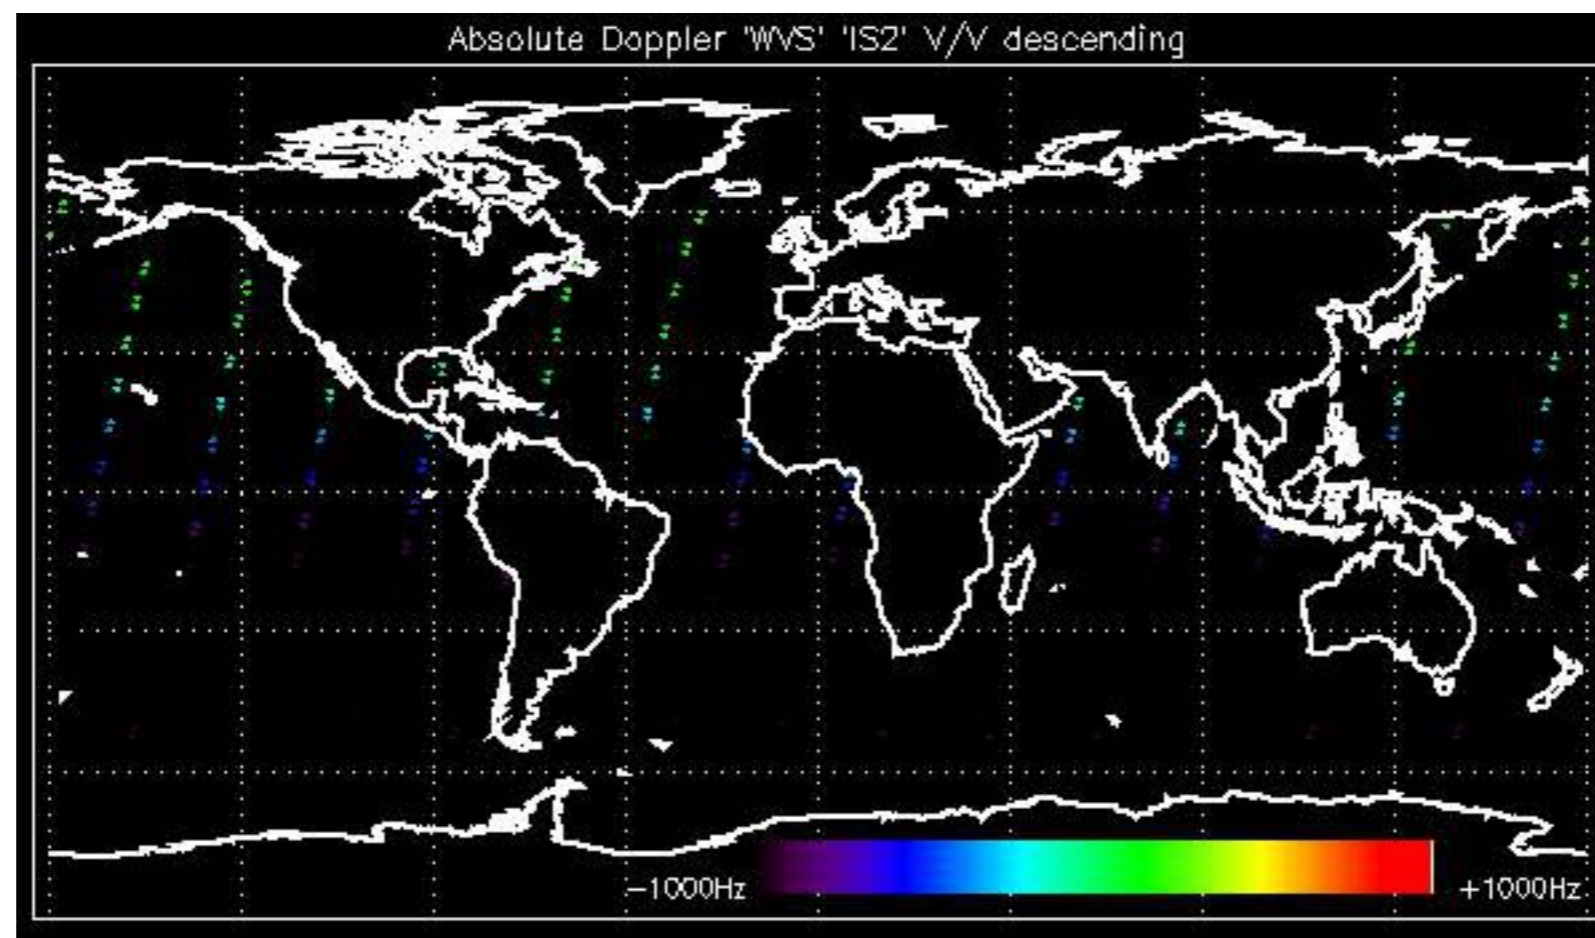 Absolute Doppler 'WVS' 'IS2' V/V descending
−1000Hz
+1000Hz